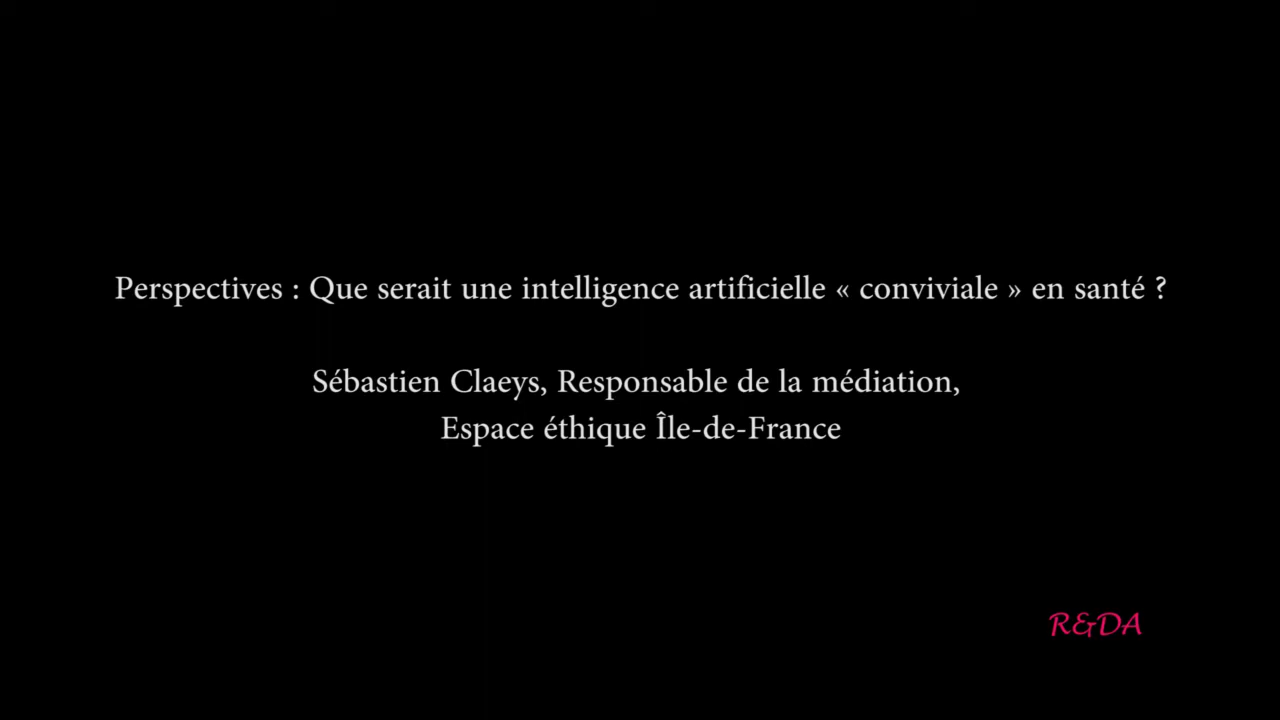 Perspectives : Que serait une intelligence artificielle « conviviale » en santé ?
Sébastien Claeys, Responsable de la médiation,
Espace éthique Île-de-France
R&DA